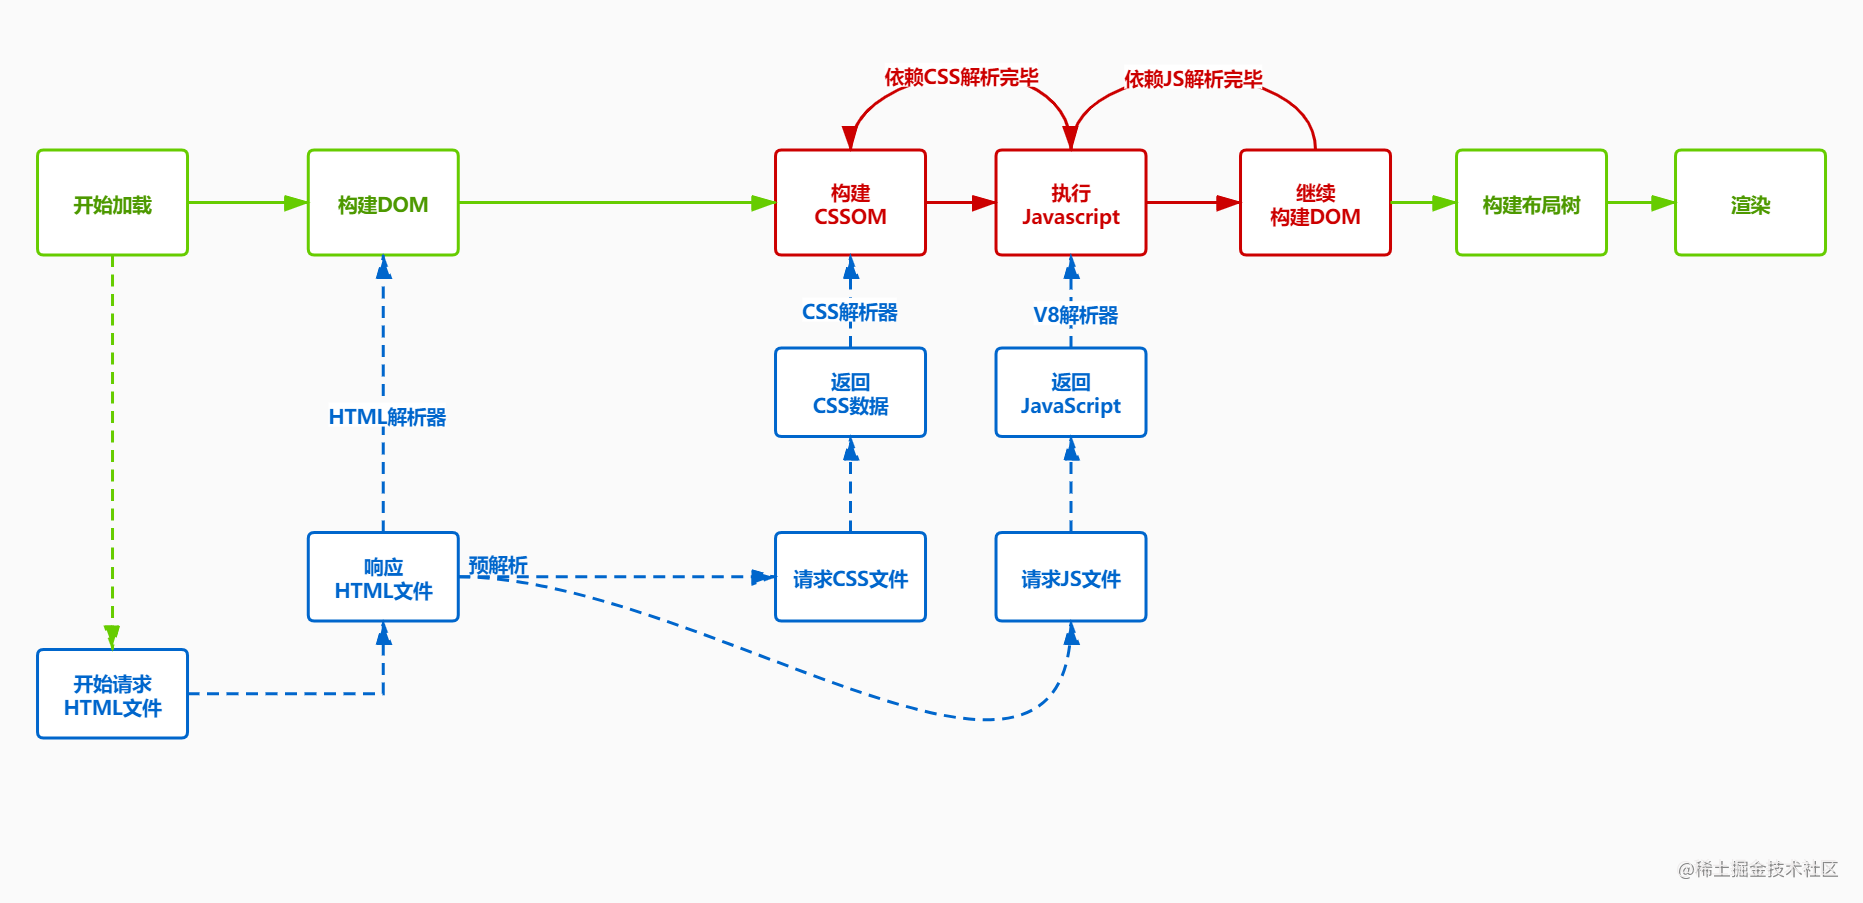 依赖CSS解析完毕
依赖JS解析完毕
开始加载
构建DOM
构建
CSSOM
执行
Javascript
继续
构建DOM
构建布局树
渲染
CSS解析器
V8解析器
返回
CSS数据
返回
JavaScript
HTML解析器
响应
HTML文件
预解析
请求CSS文件
请求JS文件
开始请求
HTML文件
@稀土掘金技术社区